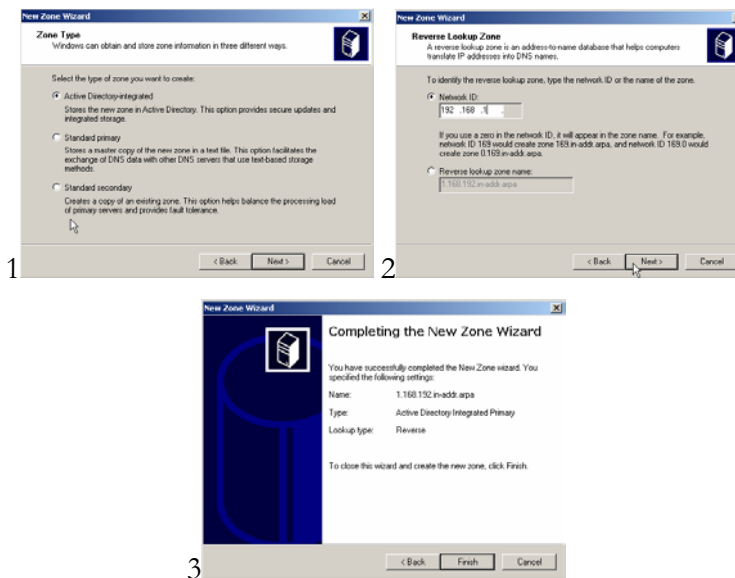 New Zone Wizard
Zone Type
Windows can obtain and store zone information in three different ways.
Select the type of zone you want to create:
Active Directory-integrated
Stores the new zone in Active Directory. This option provides secure updates and
integrated storage.
Standard primary
Stores a master copy of the new zone in a text file. This option facilitates the
exchange of DNS data with other DNS servers that use text-based storage
methods.
Standard secondary
Creates a copy of an existing zone. This option helps balance the processing load
of primary servers and provides fault tolerance.
< Back Next > Cancel
1
New Zone Wizard
Reverse Lookup Zone
A reverse lookup zone is an address-to-name database that helps computers
translate IP addresses into DNS names.
To identify the reverse lookup zone, type the network ID or the name of the zone.
Network ID:
192 .168 .1 .
If you use a zero in the network ID, it will appear in the zone name. For example,
network ID 169 would create zone 169.in-addr.arpa, and network ID 169.0 would
create zone 0.169.in-addr.arpa.
Reverse lookup zone name:
1.168.192.in-addr.arpa
< Back Next > Cancel
2
New Zone Wizard
Completing the New Zone Wizard
You have successfully completed the New Zone wizard. You
specified the following settings:
Name: 1.168.192.in-addr.arpa
Type: Active Directory Integrated Primary
Lookup type: Reverse
To close this wizard and create the new zone, click Finish.
< Back Finish Cancel
3